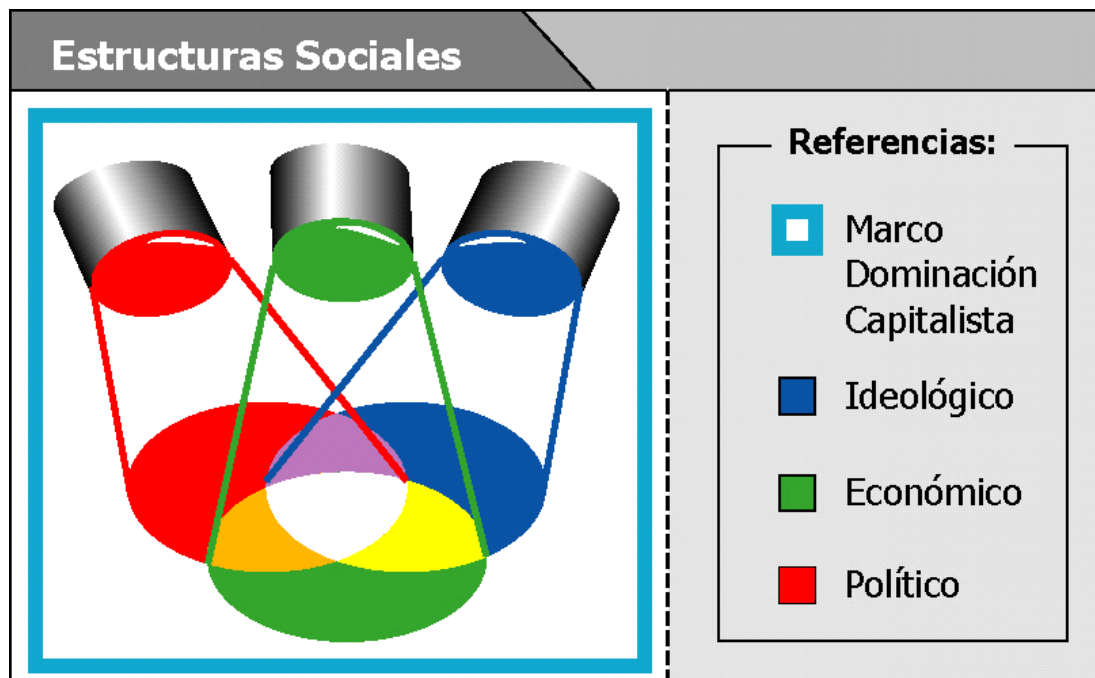 Estructuras Sociales
Referencias:
Marco
Dominación
Capitalista
Ideológico
Económico
Político